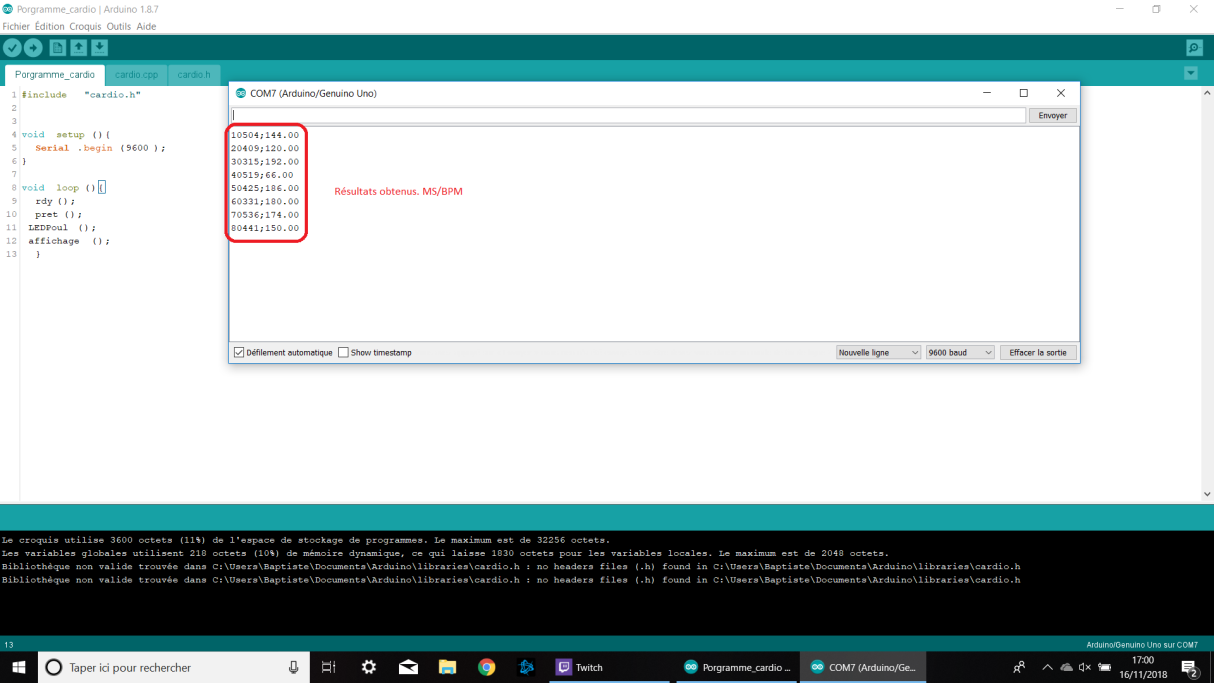 Porgramme_cardio | Arduino 1.8.7
Fichier Édition Croquis Outils Aide
Porgramme_cardio cardio.cpp cardio.h
1 #include "cardio.h"
2
3
4 void setup (){
5 Serial .begin (9600 );
6 }
7
8 void loop (){
9 rdy ();
10 pret ();
11 LEDPoul ();
12 affichage ();
13 }
COM7 (Arduino/Genuino Uno)
Envoyer
10504;144.00
20409;120.00
30315;192.00
40519;66.00
50425;186.00
60331;180.00
70536;174.00
80441;150.00
Résultats obtenus. MS/BPM
Défilement automatique Show timestamp Nouvelle ligne 9600 baud Effacer la sortie
Le croquis utilise 3600 octets (11%) de l'espace de stockage de programmes. Le maximum est de 32256 octets.
Les variables globales utilisent 218 octets (10%) de mémoire dynamique, ce qui laisse 1830 octets pour les variables locales. Le maximum est de 2048 octets.
Bibliothèque non valide trouvée dans C:\Users\Baptiste\Documents\Arduino\libraries\cardio.h : no headers files (.h) found in C:\Users\Baptiste\Documents\Arduino\libraries\cardio.h
Bibliothèque non valide trouvée dans C:\Users\Baptiste\Documents\Arduino\libraries\cardio.h : no headers files (.h) found in C:\Users\Baptiste\Documents\Arduino\libraries\cardio.h
13 Arduino/Genuino Uno sur COM7
Taper ici pour rechercher Twitch Porgramme_cardio ... COM7 (Arduino/Ge... 17:00
16/11/2018 2